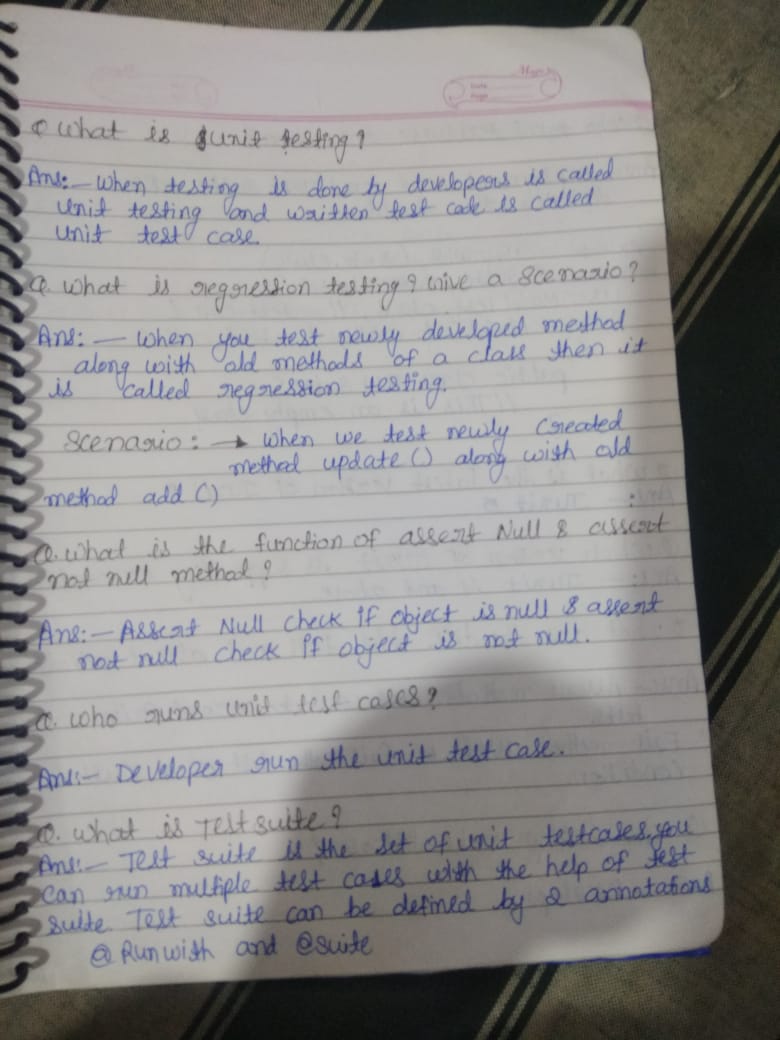 Q What is unit testing?
Ans:- When testing is done by developers is called
unit testing and written test code is called
unit test case.
Q. What is regression testing? Give a Scenario?
Ans:- When you test newly developed method
along with old methods of a class then it
is called regression testing.
Scenario: → When we test newly Created
method update () along with old
method add ()
Q. What is the function of assert Null & assert
not null method?
Ans:- Assert Null check if object is null & assert
not null check if object is not null.
Q. Who runs unit test cases?
Ans:- Developer run the unit test case.
Q. What is Test suite?
Ans:- Test suite is the set of unit testcases, you
Can run multiple test cases with the help of test
suite. Test suite can be defined by 2 annotations
@ Runwith and @suite